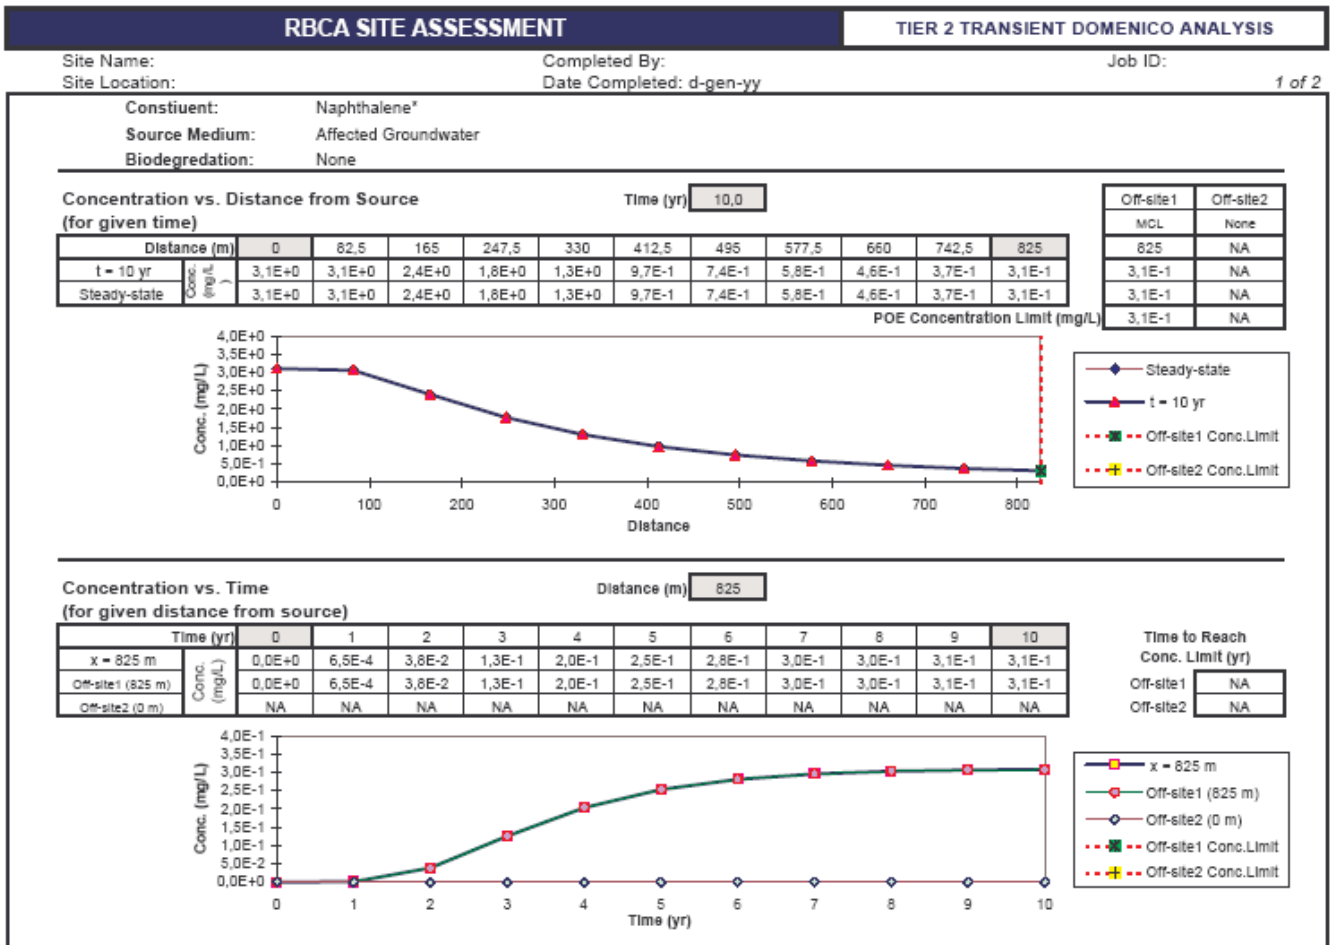 RBCA SITE ASSESSMENT
TIER 2 TRANSIENT DOMENICO ANALYSIS
Site Name: Completed By: Job ID:
Site Location: Date Completed: d-gen-yy 1 of 2
Constiuent: Naphthalene*
Source Medium: Affected Groundwater
Biodegredation: None
Concentration vs. Distance from Source Time (yr) 10,0
(for given time)
Off-site1 Off-site2
MCL None
Distance (m) 0 82,5 165 247,5 330 412,5 495 577,5 660 742,5 825 825 NA
Conc. (mg/L)
t = 10 yr 3,1E+0 3,1E+0 2,4E+0 1,8E+0 1,3E+0 9,7E-1 7,4E-1 5,8E-1 4,6E-1 3,7E-1 3,1E-1 3,1E-1 NA
Steady-state 3,1E+0 3,1E+0 2,4E+0 1,8E+0 1,3E+0 9,7E-1 7,4E-1 5,8E-1 4,6E-1 3,7E-1 3,1E-1 3,1E-1 NA
POE Concentration Limit (mg/L) 3,1E-1 NA
Conc. (mg/L)
4,0E+0
3,5E+0
3,0E+0
2,5E+0
2,0E+0
1,5E+0
1,0E+0
5,0E-1
0,0E+0
0 100 200 300 400 500 600 700 800
Distance
Steady-state
t = 10 yr
Off-site1 Conc.Limit
Off-site2 Conc.Limit
Concentration vs. Time Distance (m) 825
(for given distance from source)
Time (yr) 0 1 2 3 4 5 6 7 8 9 10
Conc. (mg/L)
x = 825 m 0,0E+0 6,5E-4 3,8E-2 1,3E-1 2,0E-1 2,5E-1 2,8E-1 3,0E-1 3,0E-1 3,1E-1 3,1E-1
Off-site1 (825 m) 0,0E+0 6,5E-4 3,8E-2 1,3E-1 2,0E-1 2,5E-1 2,8E-1 3,0E-1 3,0E-1 3,1E-1 3,1E-1
Off-site2 (0 m) NA NA NA NA NA NA NA NA NA NA NA
Time to Reach
Conc. Limit (yr)
Off-site1 NA
Off-site2 NA
Conc. (mg/L)
4,0E-1
3,5E-1
3,0E-1
2,5E-1
2,0E-1
1,5E-1
1,0E-1
5,0E-2
0,0E+0
0 1 2 3 4 5 6 7 8 9 10
Time (yr)
x = 825 m
Off-site1 (825 m)
Off-site2 (0 m)
Off-site1 Conc.Limit
Off-site2 Conc.Limit